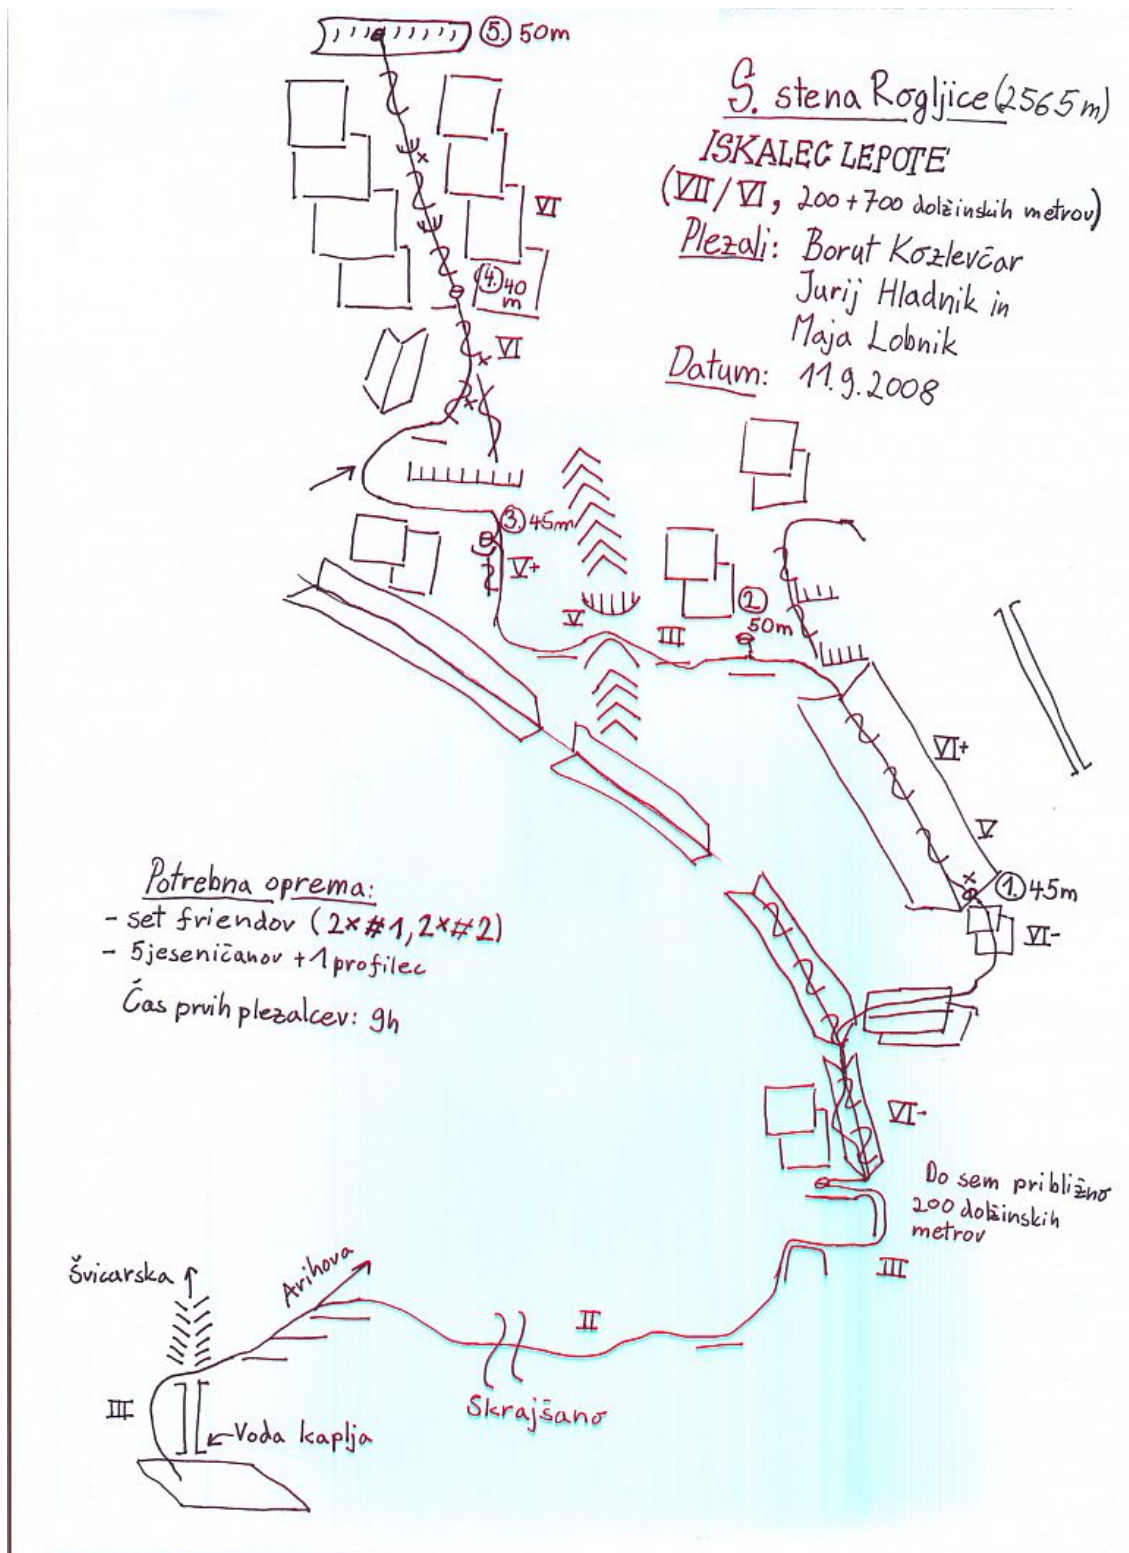 5. 50m
S. stena Rogljice (2565m)
ISKALEC LEPOTE
(VII/VI, 200+700 dolžinskih metrov)
Plezali: Borut Kozlevčar
Jurij Hladnik in
Maja Lobnik
Datum: 11.9.2008
VI
4. 40
m
VI
3. 45m
V+
V
III
2
50m
VI+
V
1. 45m
VI-
Potrebna oprema:
- set friendov (2x#1, 2x#2)
- 5 jeseničanov + 1 profilec
Čas prvih plezalcev: 9h
VI-
Do sem približno
200 dolžinskih
metrov
III
Švicarska
Arihova
II
Skrajšano
III
Voda kaplja